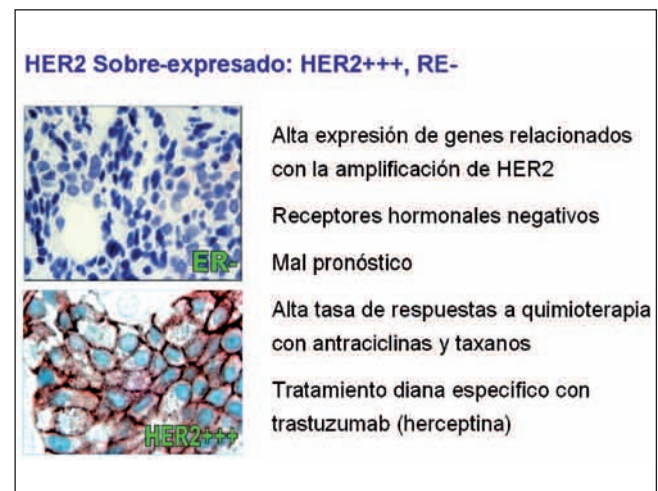 HER2 Sobre-expresado: HER2+++, RE-
ER-
HER2+++
Alta expresión de genes relacionados
con la amplificación de HER2
Receptores hormonales negativos
Mal pronóstico
Alta tasa de respuestas a quimioterapia
con antraciclinas y taxanos
Tratamiento diana específico con
trastuzumab (herceptina)